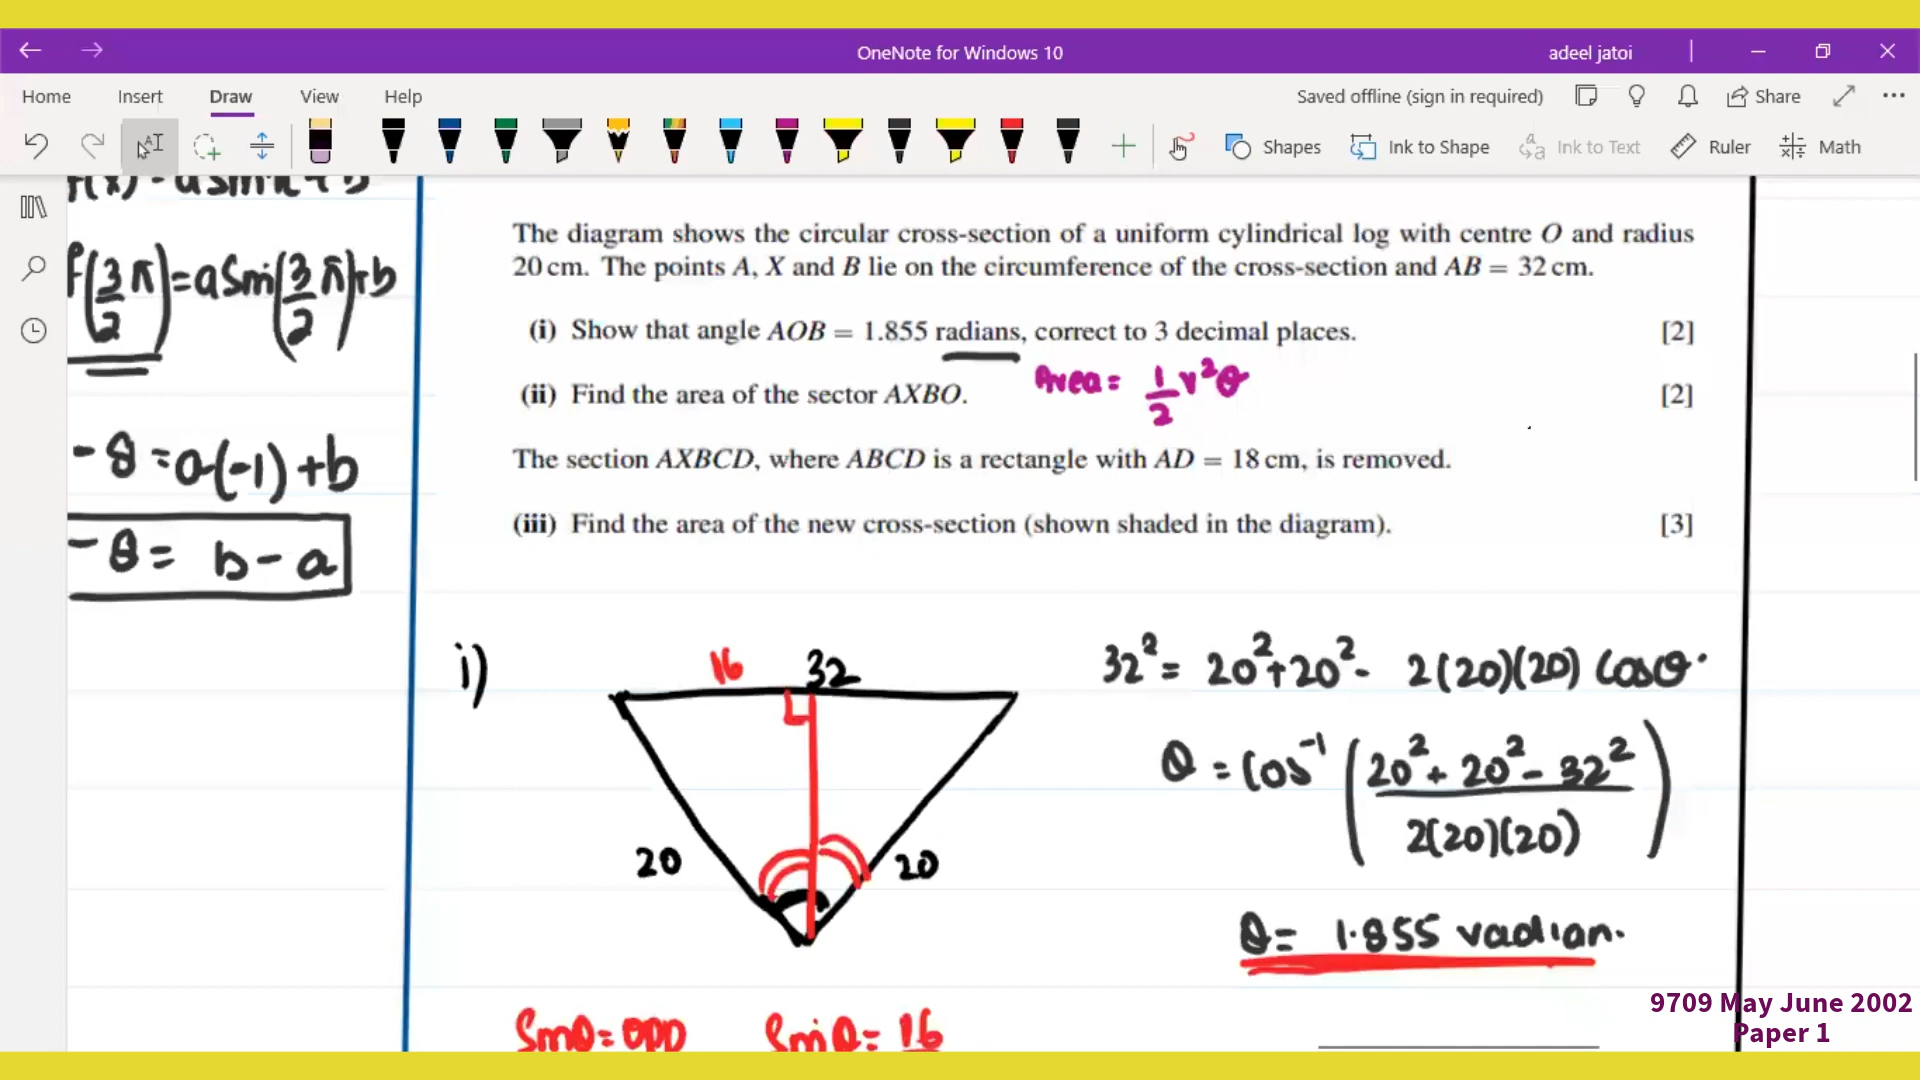 OneNote for Windows 10
adeel jatoi
Home Insert Draw View Help
Saved offline (sign in required)
Share
Shapes Ink to Shape Ink to Text Ruler Math
f(3/2 π) = a Sin(3/2 π) + b
-8 = a(-1) + b
-8 = b - a
The diagram shows the circular cross-section of a uniform cylindrical log with centre O and radius
20 cm. The points A, X and B lie on the circumference of the cross-section and AB = 32 cm.
(i) Show that angle AOB = 1.855 radians, correct to 3 decimal places. [2]
Area = 1/2 r²θ
(ii) Find the area of the sector AXBO. [2]
The section AXBCD, where ABCD is a rectangle with AD = 18 cm, is removed.
(iii) Find the area of the new cross-section (shown shaded in the diagram). [3]
i)
16 32
20 20
32² = 20² + 20² - 2(20)(20) Cosθ.
θ = Cos⁻¹ (20² + 20² - 32² / 2(20)(20))
θ = 1.855 radian.
Sinθ = opp Sinθ = 16
9709 May June 2002
Paper 1